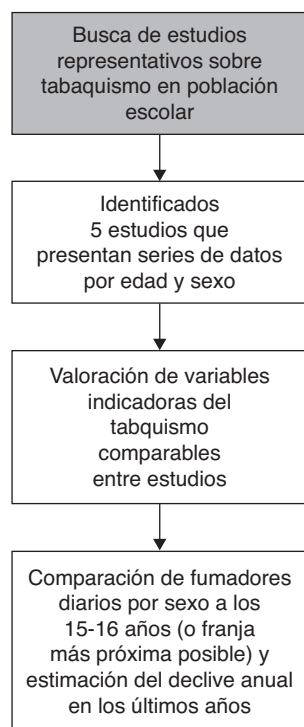 Busca de estudios
representativos sobre
tabaquismo en población
escolar
Identificados
5 estudios que
presentan series de datos
por edad y sexo
Valoración de variables
indicadoras del
tabquismo
comparables
entre estudios
Comparación de fumadores
diarios por sexo a los
15-16 años (o franja
más próxima posible) y
estimación del declive anual
en los últimos años